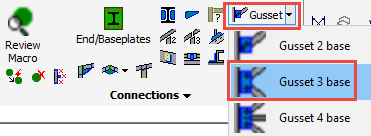 Gusset
Review
Macro
End/Baseplates
Connections
Gusset 2 base
Gusset 3 base
Gusset 4 base